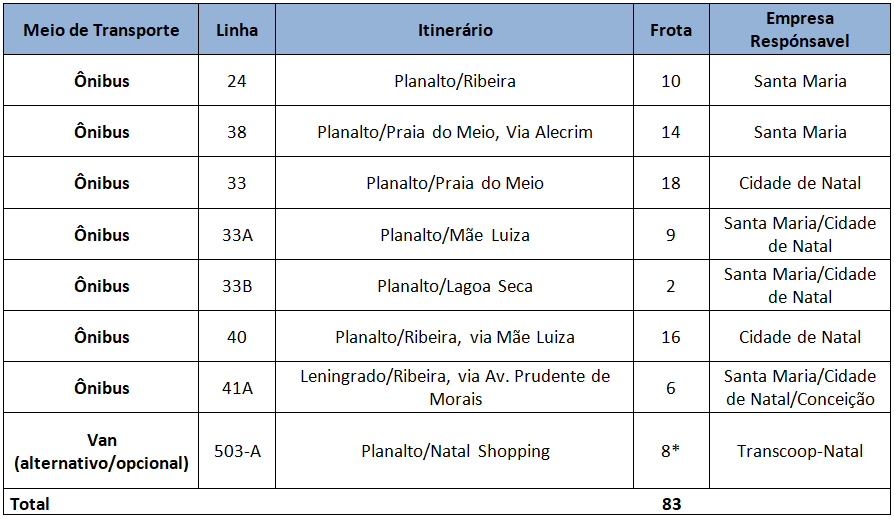 Meio de Transporte Linha Itinerário Frota Empresa
Respónsavel
Ônibus 24 Planalto/Ribeira 10 Santa Maria
Ônibus 38 Planalto/Praia do Meio, Via Alecrim 14 Santa Maria
Ônibus 33 Planalto/Praia do Meio 18 Cidade de Natal
Ônibus 33A Planalto/Mãe Luiza 9 Santa Maria/Cidade
de Natal
Ônibus 33B Planalto/Lagoa Seca 2 Santa Maria/Cidade
de Natal
Ônibus 40 Planalto/Ribeira, via Mãe Luiza 16 Cidade de Natal
Ônibus 41A Leningrado/Ribeira, via Av. Prudente de
Morais 6 Santa Maria/Cidade
de Natal/Conceição
Van
(alternativo/opcional) 503-A Planalto/Natal Shopping 8* Transcoop-Natal
Total 83